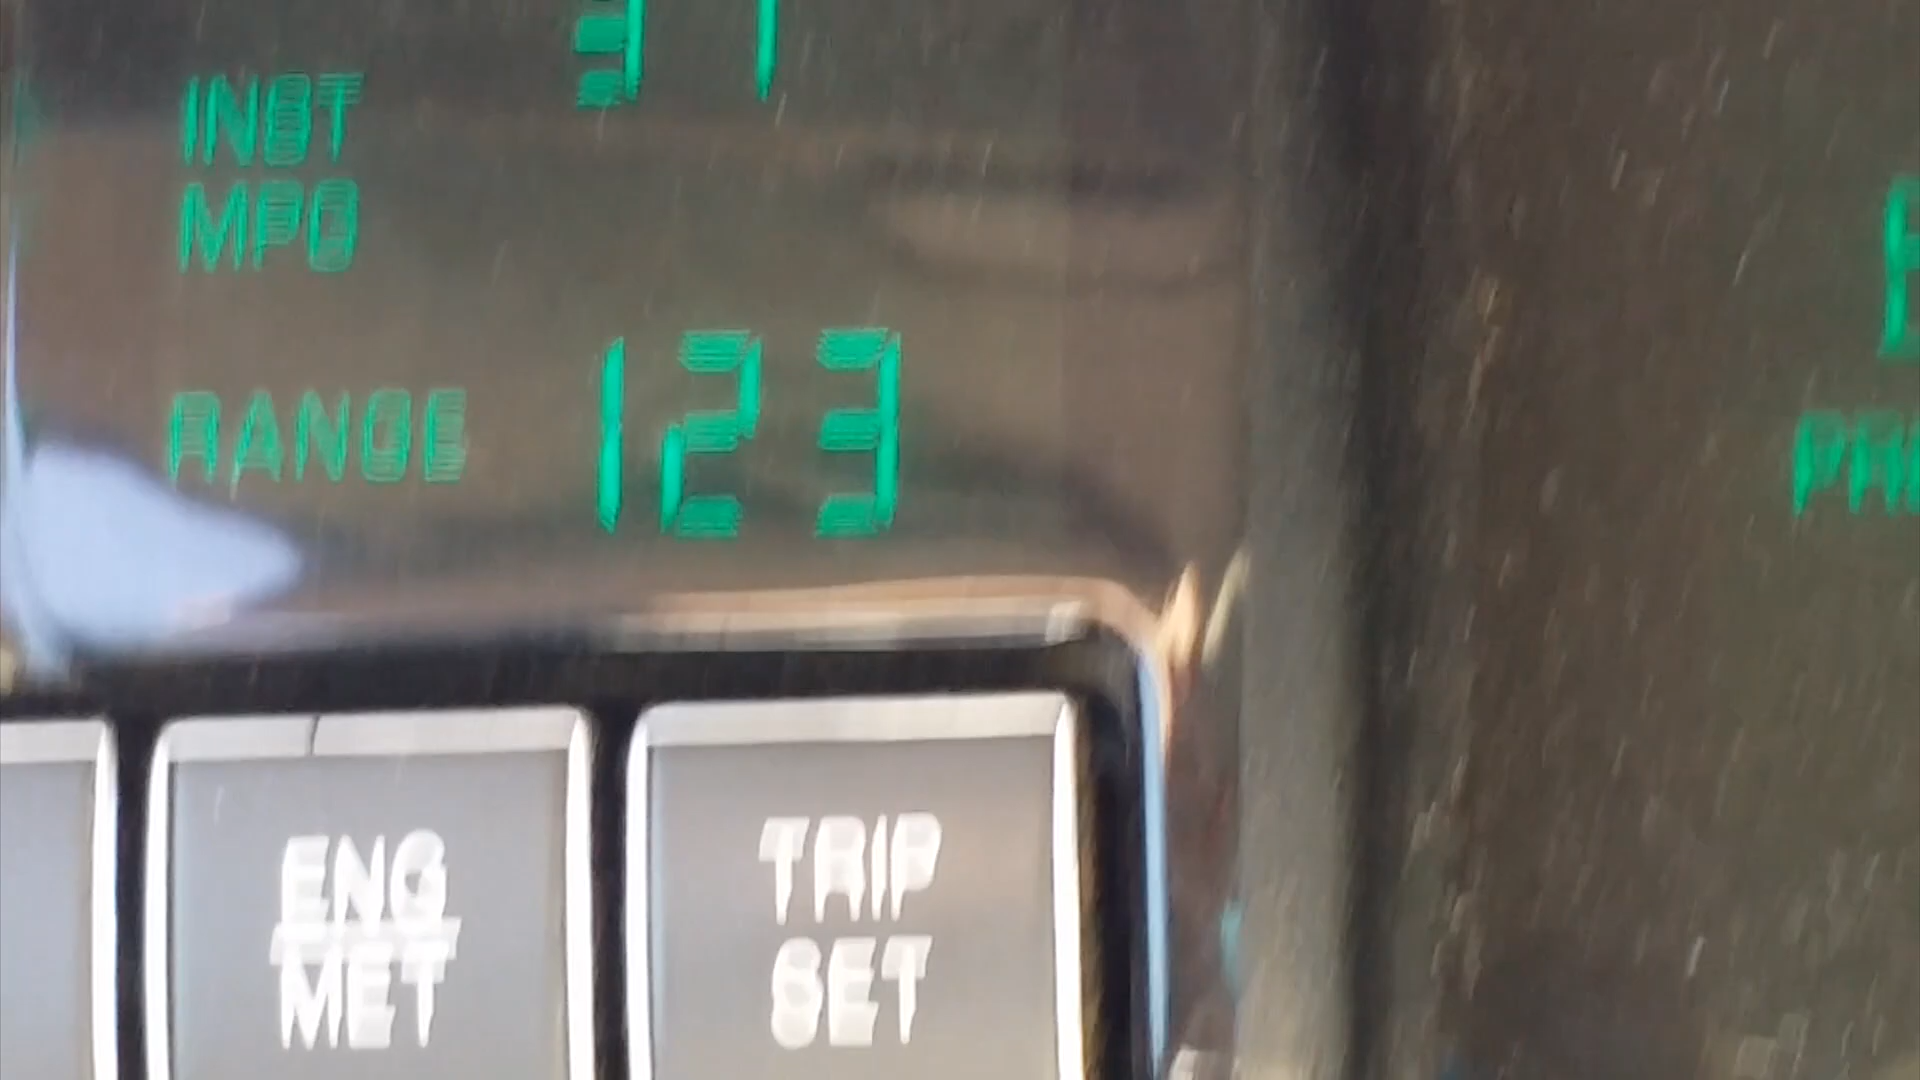 INST
MPG
RANGE 123
ENG
MET
TRIP
SET